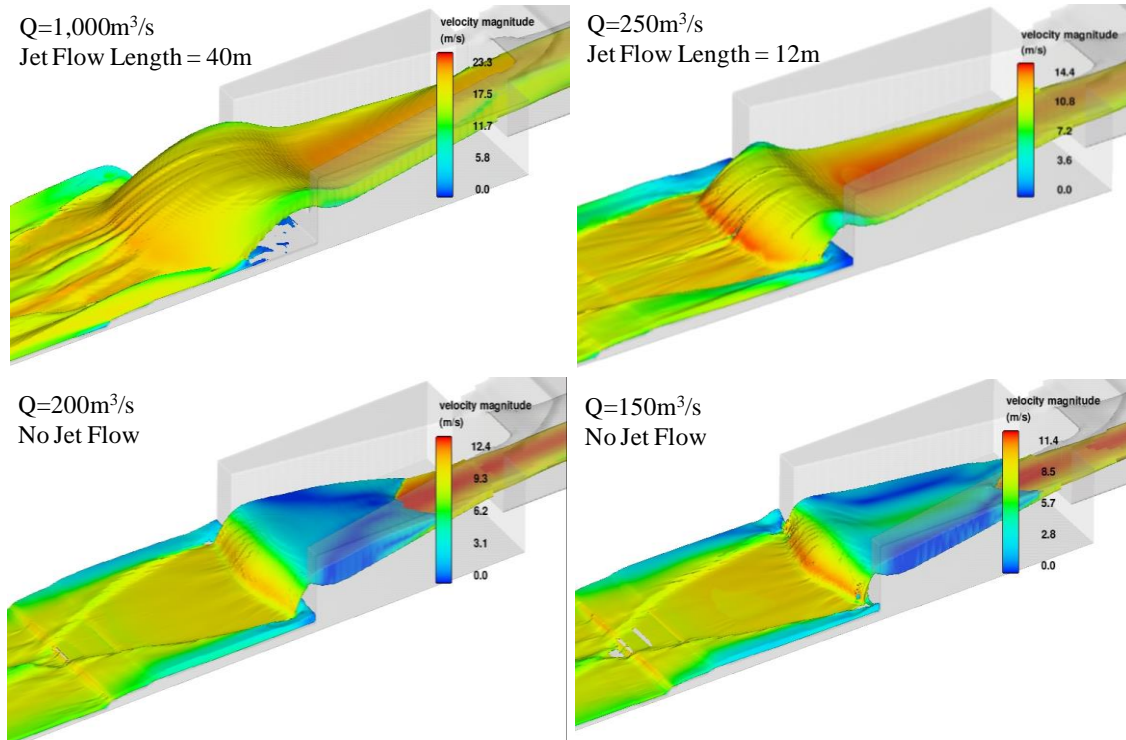 Q=1,000m³/s
Jet Flow Length = 40m
velocity magnitude
(m/s)
23.3
17.5
11.7
5.8
0.0
Q=250m³/s
Jet Flow Length = 12m
velocity magnitude
(m/s)
14.4
10.8
7.2
3.6
0.0
Q=200m³/s
No Jet Flow
velocity magnitude
(m/s)
12.4
9.3
6.2
3.1
0.0
Q=150m³/s
No Jet Flow
velocity magnitude
(m/s)
11.4
8.5
5.7
2.8
0.0